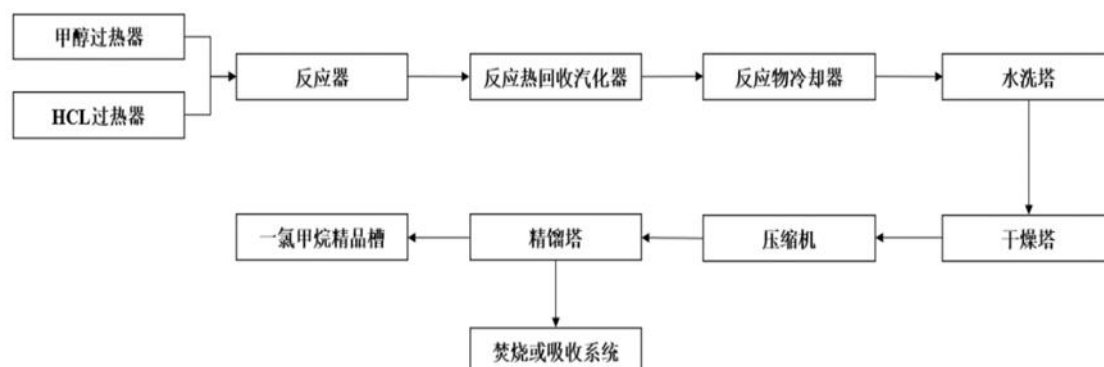 甲醇过热器
HCL过热器
反应器
反应热回收汽化器
反应物冷却器
水洗塔
干燥塔
压缩机
精馏塔
一氯甲烷精品槽
焚烧或吸收系统